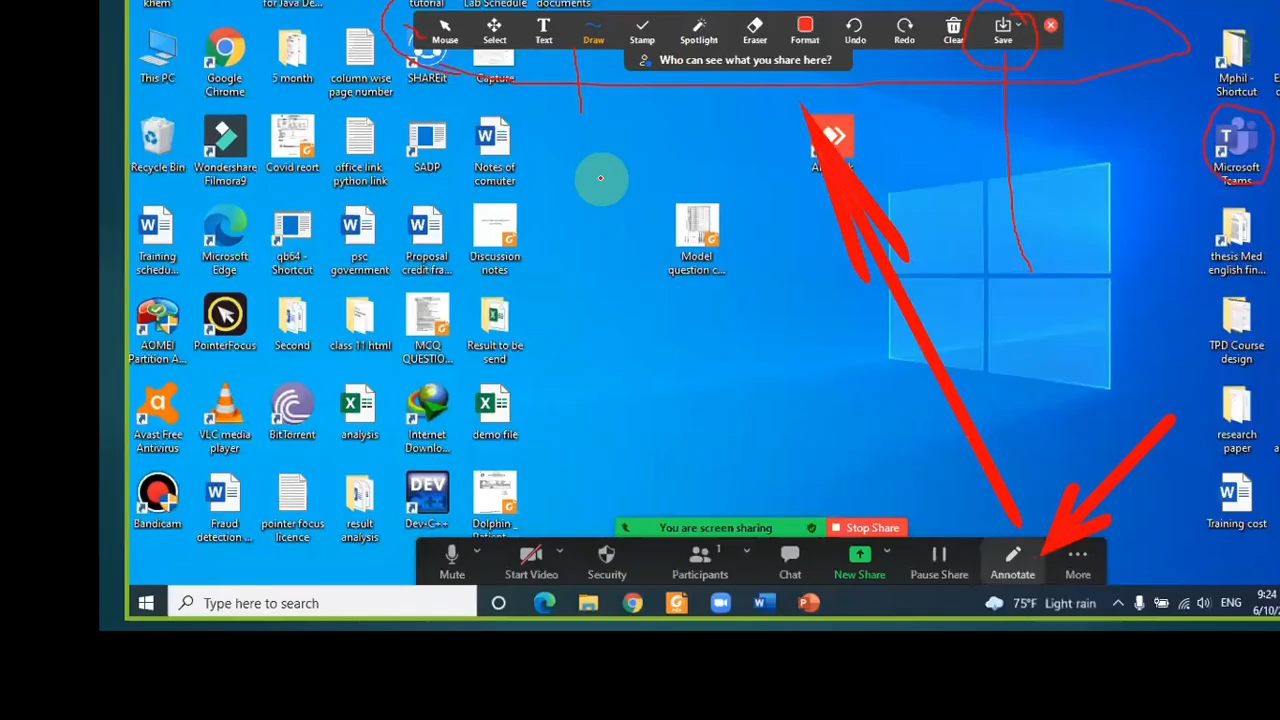 khem
for Java De...
tutorial
Lab Schedule
documents
Mouse
Select
Text
Draw
Stamp
Spotlight
Eraser
Format
Undo
Redo
Clear
Save
Who can see what you share here?
This PC
Google Chrome
5 month
column wise page number
SHAREit
Capture
Mphil - Shortcut
Recycle Bin
Wondershare Filmora9
Covid reort
office link python link
SADP
Notes of comuter
Microsoft Teams
Training schedu...
Microsoft Edge
qb64 - Shortcut
psc government
Proposal credit fra...
Discussion notes
Model question c...
thesis Med english fin...
AOMEI Partition A...
PointerFocus
Second
class 11 html
MCQ QUESTIO...
Result to be send
TPD Course design
Avast Free Antivirus
VLC media player
BitTorrent
analysis
Internet Downlo...
demo file
research paper
Bandicam
Fraud detection ...
pointer focus licence
result analysis
DEV
Dev-C++
Dolphin_
Training cost
You are screen sharing
Stop Share
Mute
Start Video
Security
Participants
1
Chat
New Share
Pause Share
Annotate
More
Type here to search
75°F Light rain
ENG
9:24
6/10/